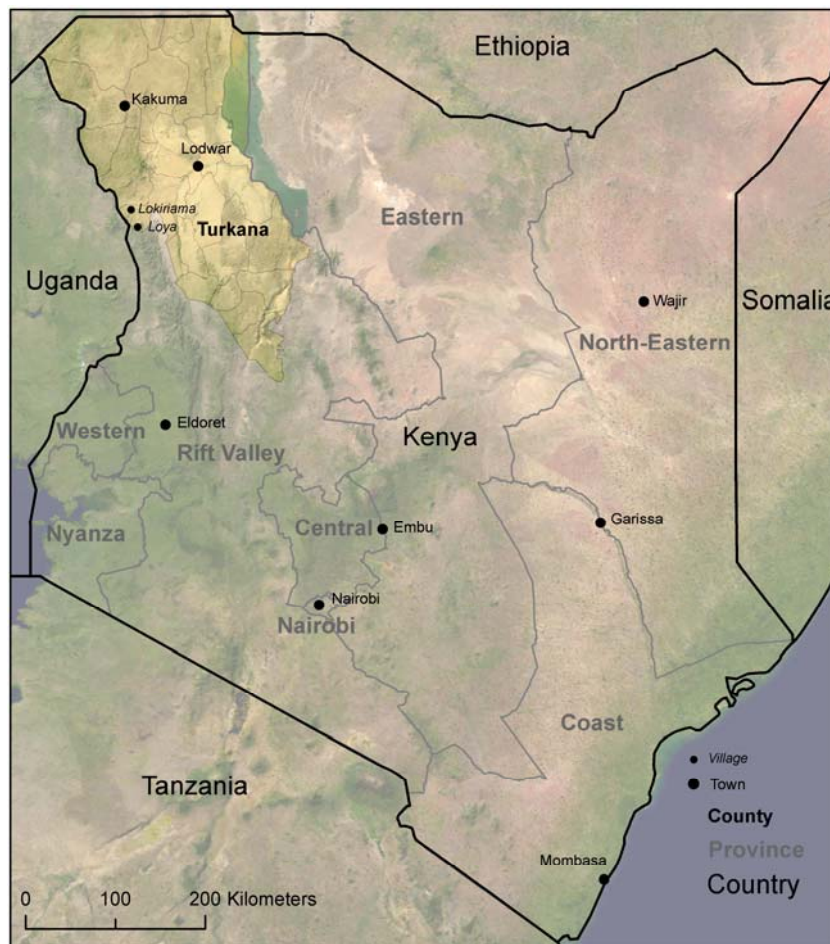 Ethiopia
Kakuma
Lodwar
Lokiriama
Loya
Turkana
Eastern
Uganda
Wajir
Somalia
North-Eastern
Eldoret
Western
Rift Valley
Kenya
Nyanza
Central
Embu
Garissa
Nairobi
Nairobi
Coast
Tanzania
Village
Town
County
Province
Country
Mombasa
0 100 200 Kilometers